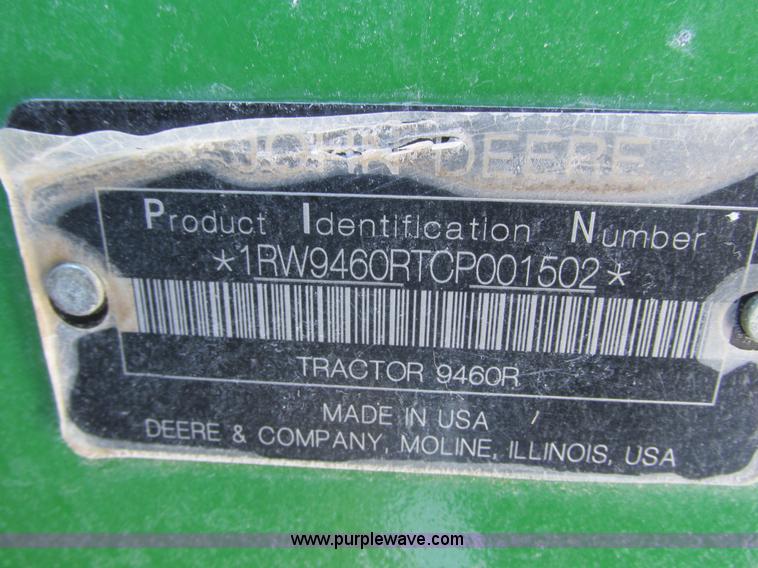 JOHN DEERE
Product Identification Number
*1RW9460RTCP001502*
TRACTOR 9460R
MADE IN USA /
DEERE & COMPANY, MOLINE, ILLINOIS, USA
www.purplewave.com